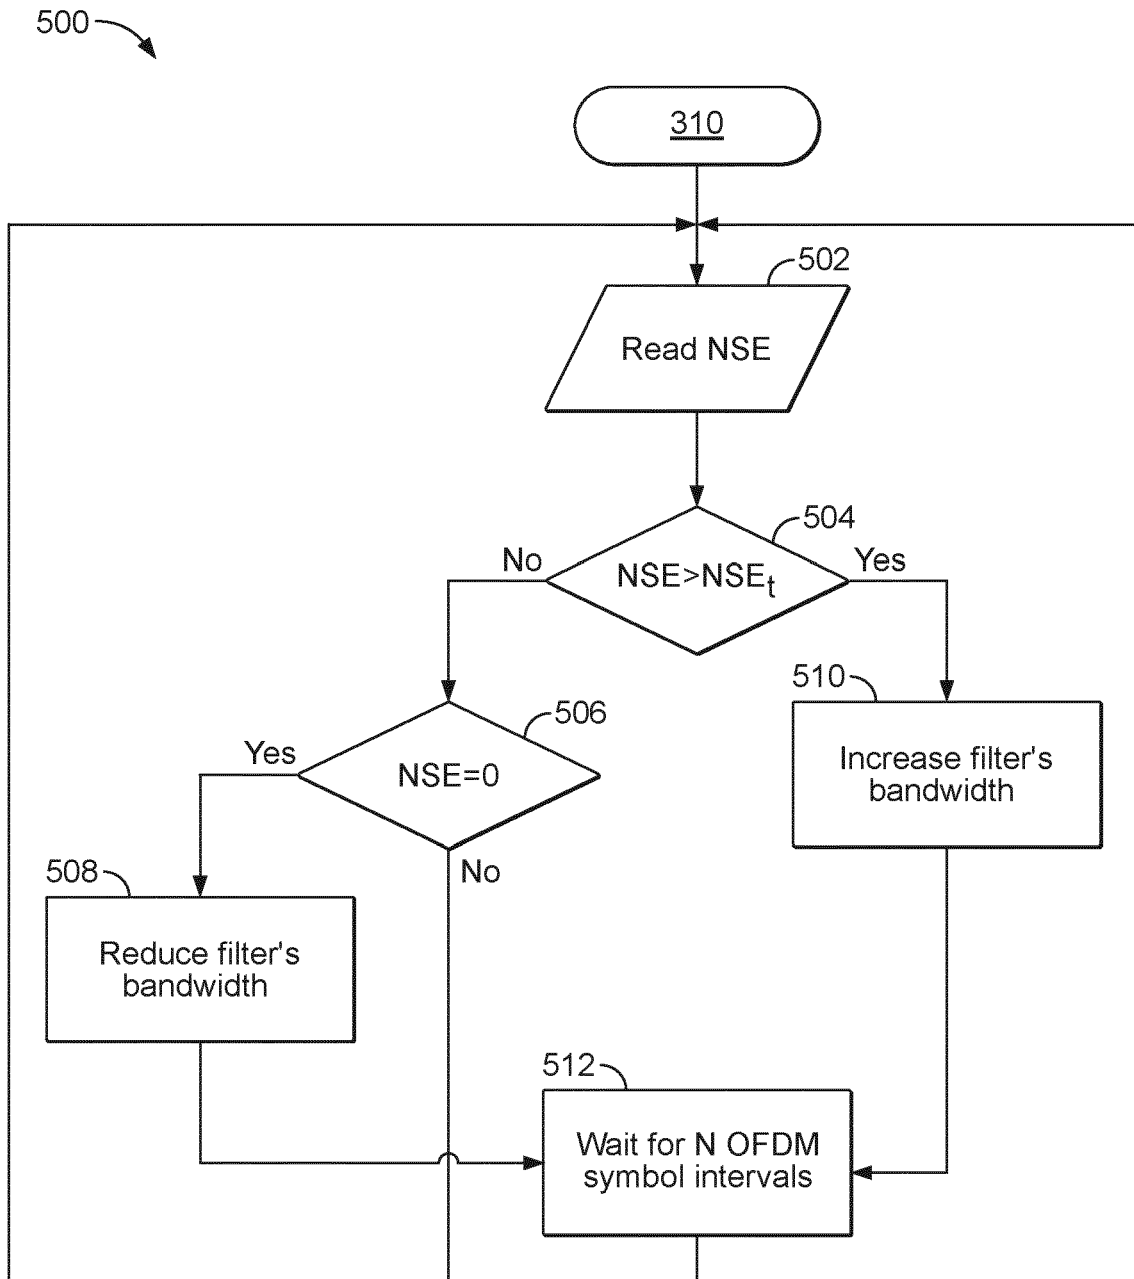 500
310
502
Read NSE
504
No
NSE>NSEt
Yes
510
506
Yes
NSE=0
Increase filter's
bandwidth
No
508
Reduce filter's
bandwidth
512
Wait for N OFDM
symbol intervals